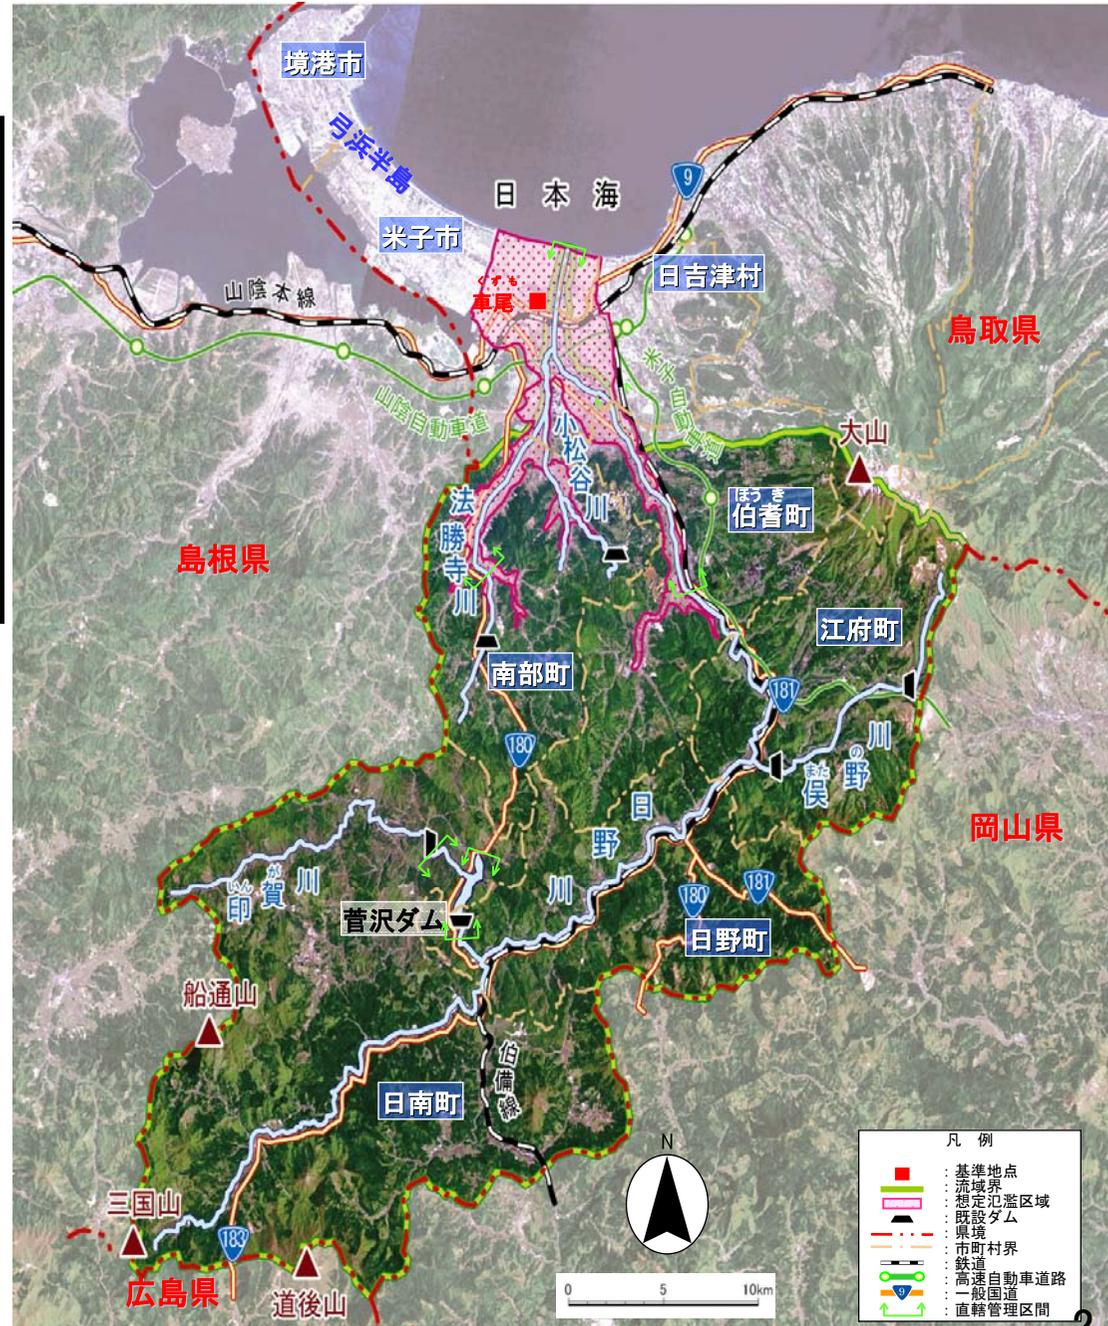 境港市
弓浜半島
日本海
9
米子市
日吉津村
くずも
車尾
山陰本線
鳥取県
米子自動車道
山陰自動車道
小松谷川
大山
法勝寺川
ほうき
伯耆町
島根県
江府町
南部町
181
180
俣野川
また
の
日野川
岡山県
印賀川
いん
が
180
181
菅沢ダム
日野町
船通山
伯備線
日南町
三国山
183
広島県
道後山
N
0 5 10km
凡例
：基準地点
：流域界
：想定氾濫区域
：既設ダム
：県境
：市町村界
：鉄道
：高速自動車道路
9 ：一般国道
：直轄管理区間
2